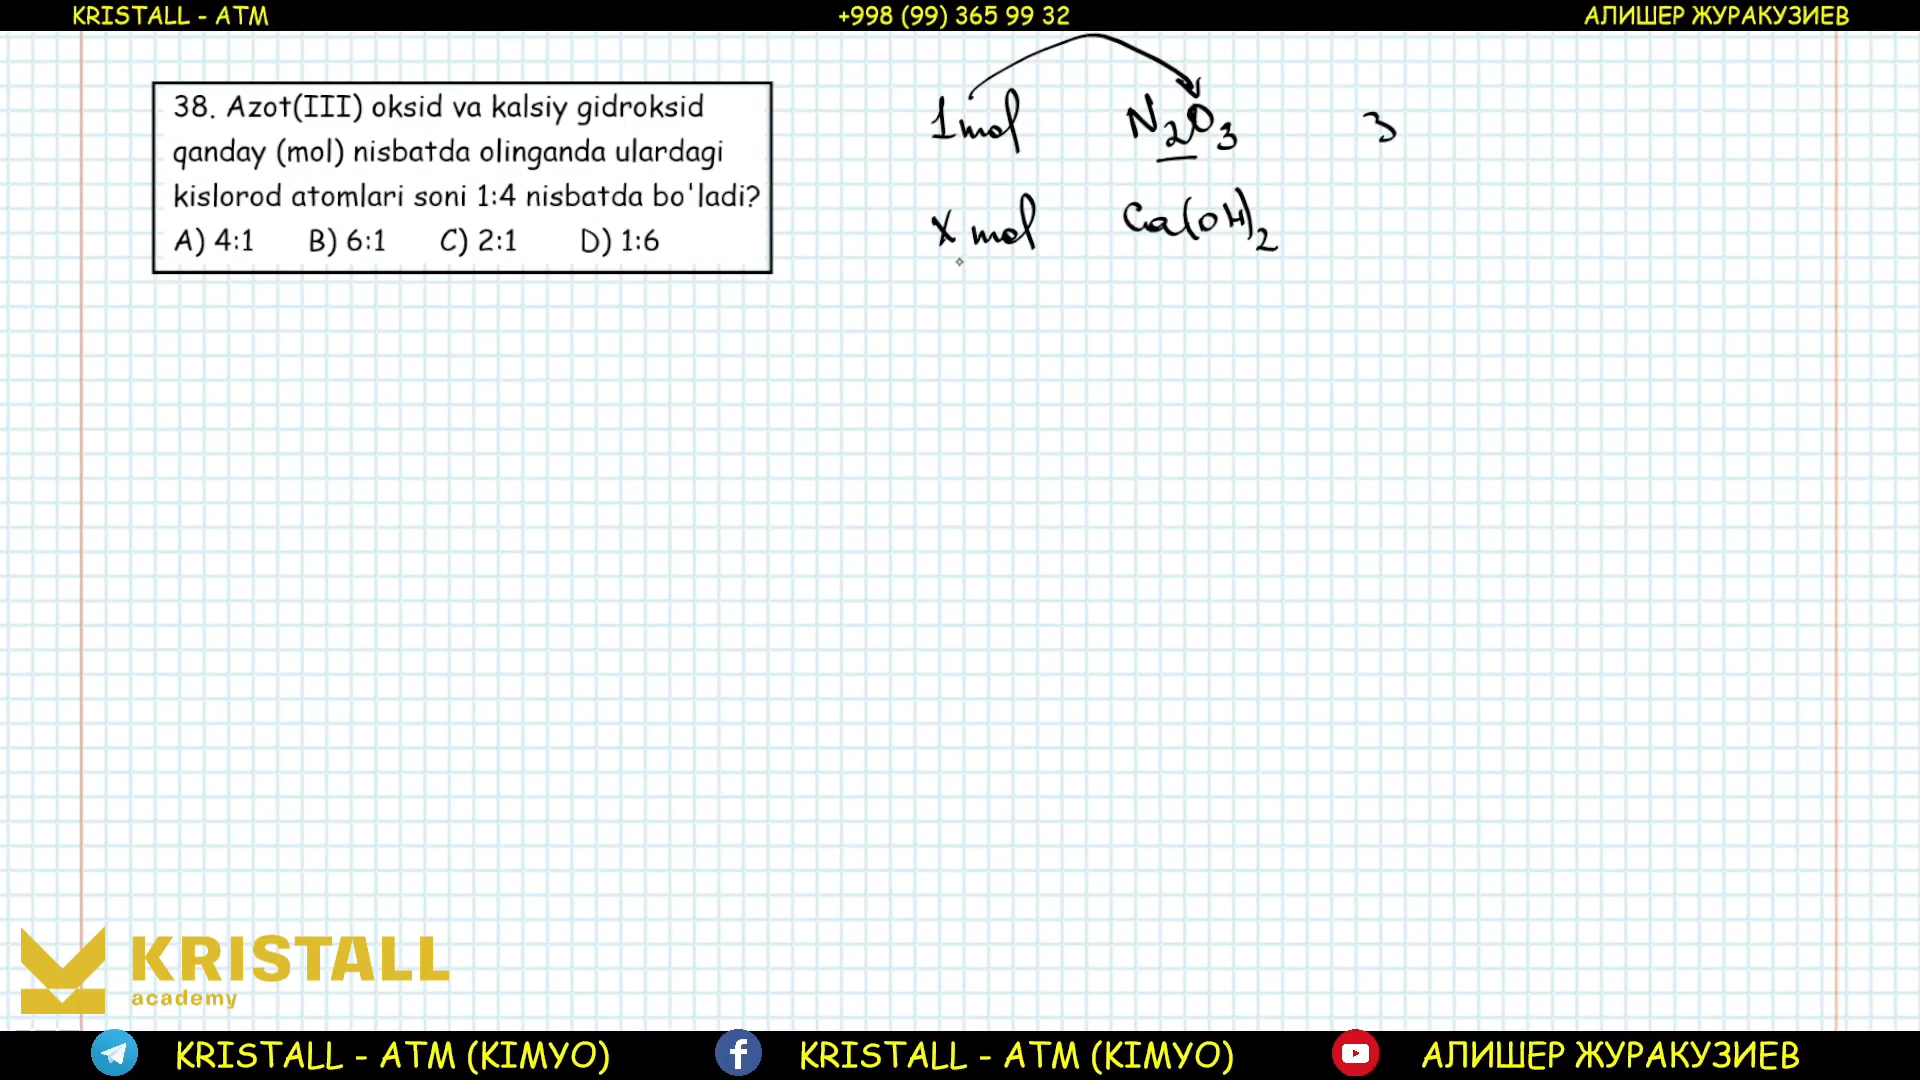 KRISTALL - ATM +998 (99) 365 99 32 АЛИШЕР ЖУРАКУЗИЕВ
38. Azot(III) oksid va kalsiy gidroksid
qanday (mol) nisbatda olinganda ulardagi
kislorod atomlari soni 1:4 nisbatda bo'ladi?
A) 4:1 B) 6:1 C) 2:1 D) 1:6
1 mol N2O3 3
x mol Ca(OH)2
KRISTALL
academy
KRISTALL - ATM (KIMYO) KRISTALL - ATM (KIMYO) АЛИШЕР ЖУРАКУЗИЕВ